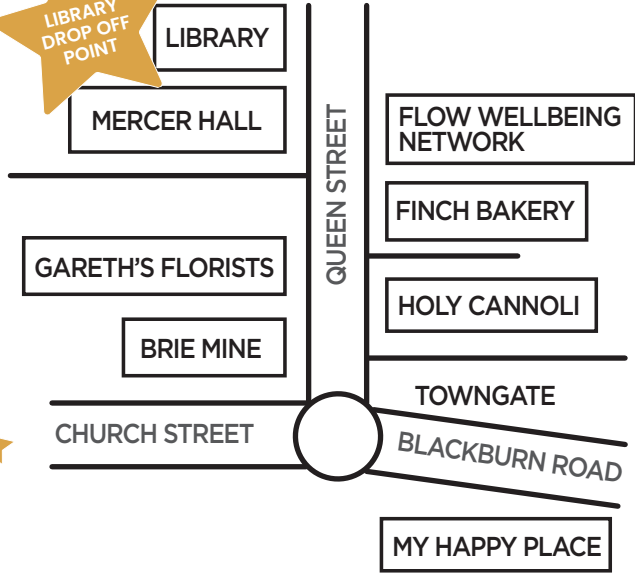 LIBRARY
DROP OFF
POINT
LIBRARY
MERCER HALL
QUEEN STREET
FLOW WELLBEING
NETWORK
FINCH BAKERY
GARETH'S FLORISTS
HOLY CANNOLI
BRIE MINE
TOWNGATE
CHURCH STREET
BLACKBURN ROAD
MY HAPPY PLACE